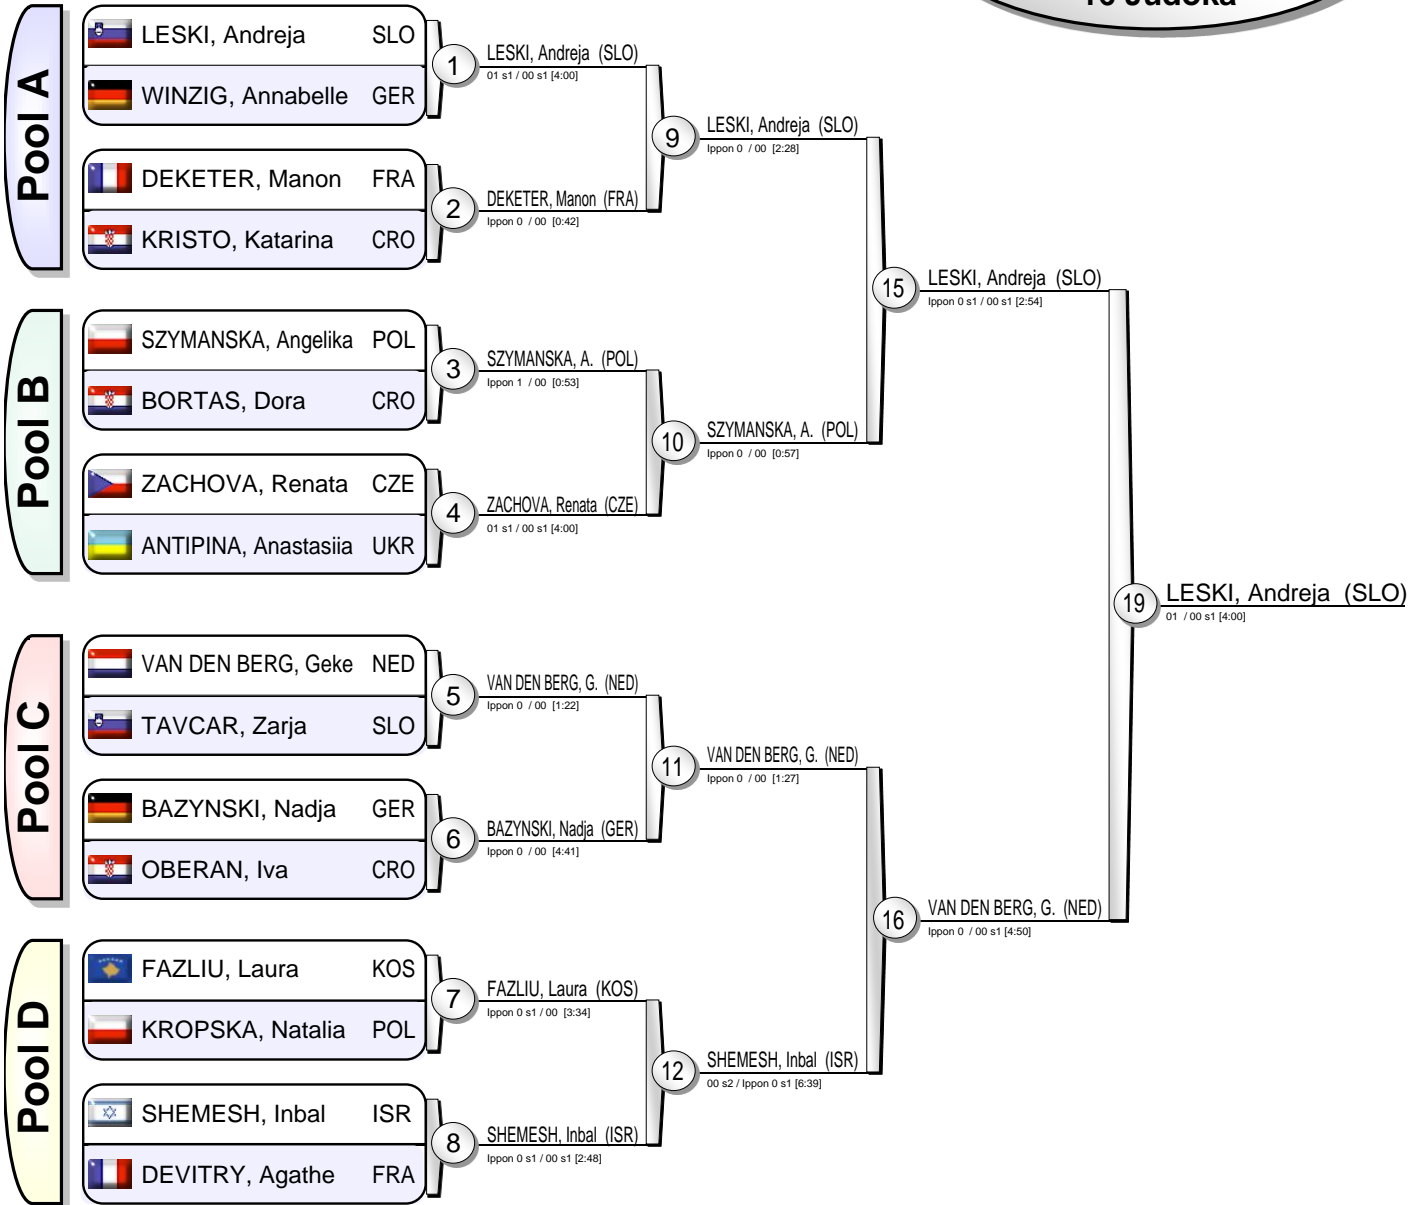 16 Judoka
Pool A
LESKI, Andreja SLO
WINZIG, Annabelle GER
DEKETER, Manon FRA
KRISTO, Katarina CRO
Pool B
SZYMANSKA, Angelika POL
BORTAS, Dora CRO
ZACHOVA, Renata CZE
ANTIPINA, Anastasiia UKR
Pool C
VAN DEN BERG, Geke NED
TAVCAR, Zarja SLO
BAZYNSKI, Nadja GER
OBERAN, Iva CRO
Pool D
FAZLIU, Laura KOS
KROPSKA, Natalia POL
SHEMESH, Inbal ISR
DEVITRY, Agathe FRA
1
LESKI, Andreja (SLO)
01 s1 / 00 s1 [4:00]
2
DEKETER, Manon (FRA)
Ippon 0 / 00 [0:42]
3
SZYMANSKA, A. (POL)
Ippon 1 / 00 [0:53]
4
ZACHOVA, Renata (CZE)
01 s1 / 00 s1 [4:00]
5
VAN DEN BERG, G. (NED)
Ippon 0 / 00 [1:22]
6
BAZYNSKI, Nadja (GER)
Ippon 0 / 00 [4:41]
7
FAZLIU, Laura (KOS)
Ippon 0 s1 / 00 [3:34]
8
SHEMESH, Inbal (ISR)
Ippon 0 s1 / 00 s1 [2:48]
9
LESKI, Andreja (SLO)
Ippon 0 / 00 [2:28]
10
SZYMANSKA, A. (POL)
Ippon 0 / 00 [0:57]
11
VAN DEN BERG, G. (NED)
Ippon 0 / 00 [1:27]
12
SHEMESH, Inbal (ISR)
00 s2 / Ippon 0 s1 [6:39]
15
LESKI, Andreja (SLO)
Ippon 0 s1 / 00 s1 [2:54]
16
VAN DEN BERG, G. (NED)
Ippon 0 / 00 s1 [4:50]
19
LESKI, Andreja (SLO)
01 / 00 s1 [4:00]